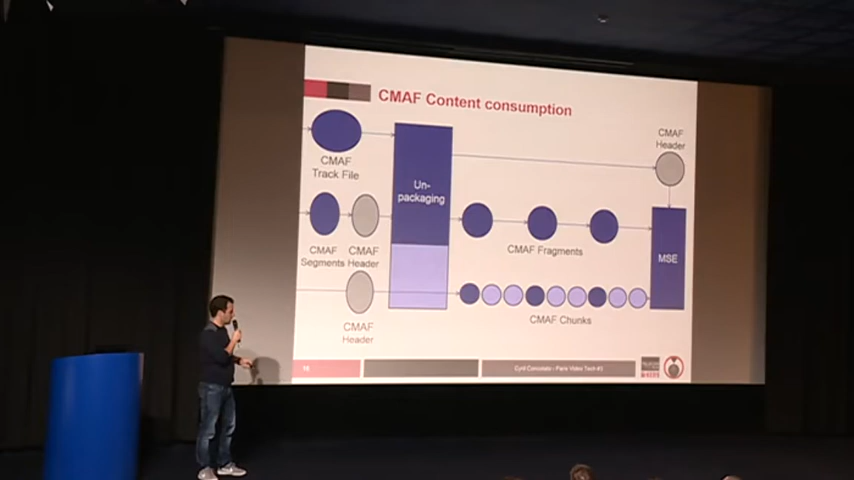 CMAF Content consumption
CMAF
Header
CMAF
Track File
Un-
packaging
CMAF
Segments
CMAF
Header
CMAF Fragments
MSE
CMAF Chunks
CMAF
Header
Cyril Concolato - Paris Video Tech #3